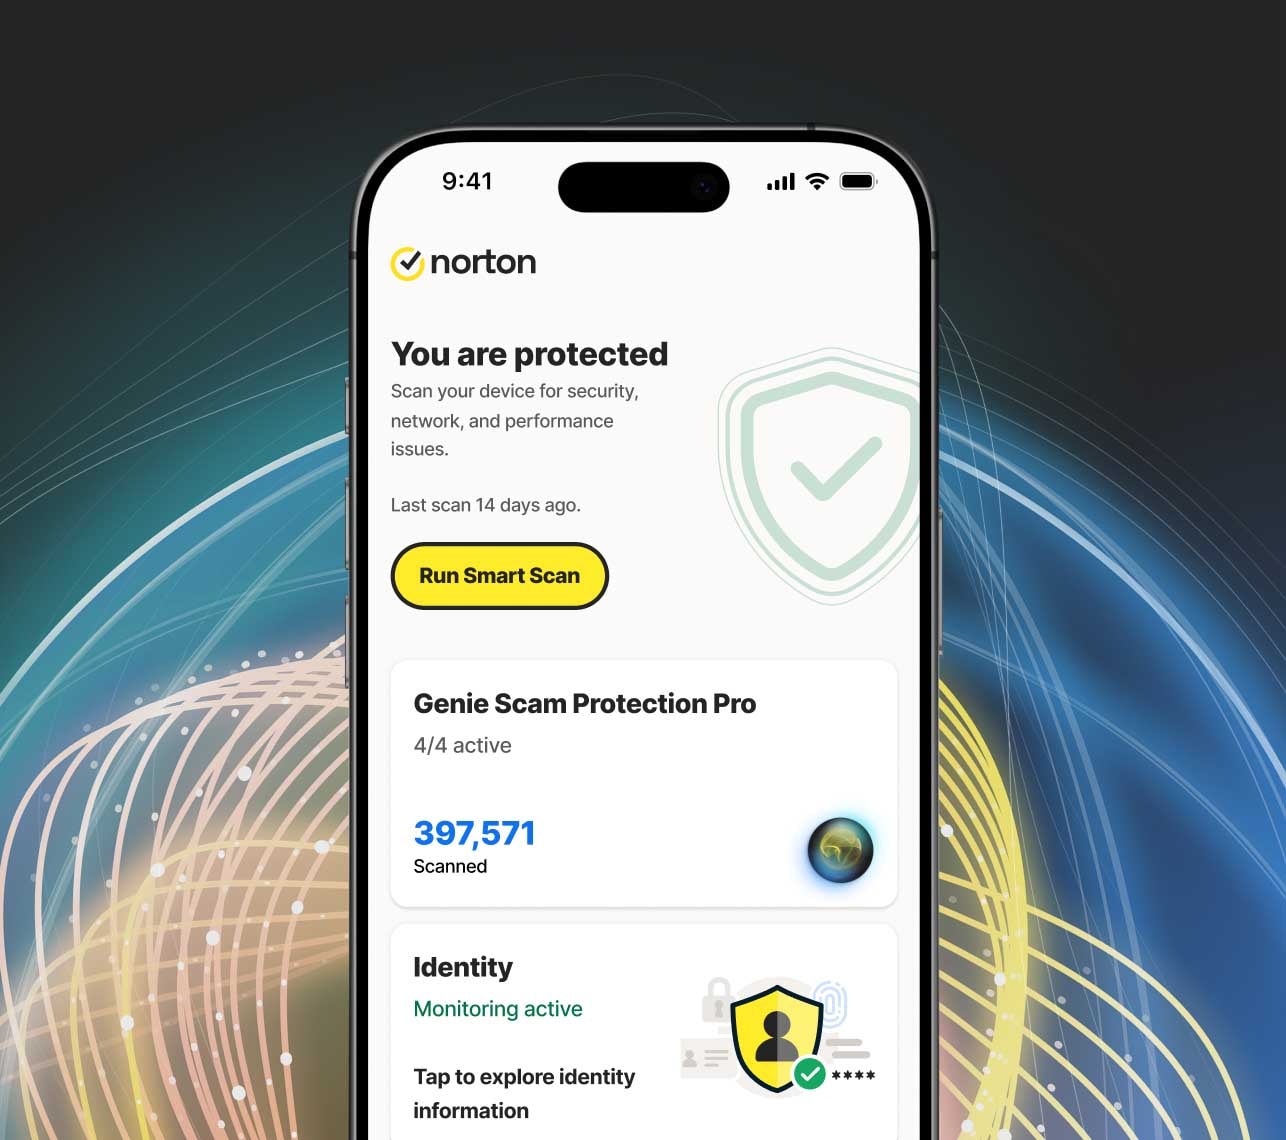 9:41
norton
You are protected
Scan your device for security,
network, and performance
issues.
Last scan 14 days ago.
Run Smart Scan
Genie Scam Protection Pro
4/4 active
397,571
Scanned
Identity
Monitoring active
Tap to explore identity
information
****